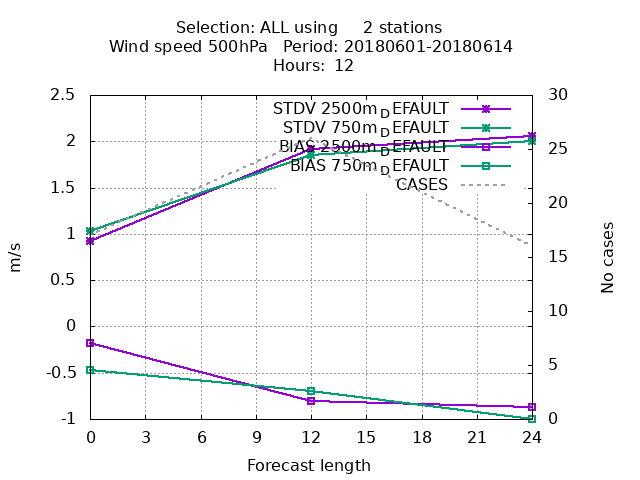 Selection: ALL using 2 stations
Wind speed 500hPa Period: 20180601-20180614
Hours: 12
2.5
2
1.5
1
0.5
0
-0.5
-1
m/s
STDV 2500m_DEFAULT
STDV 750m_DEFAULT
BIAS 2500m_DEFAULT
BIAS 750m_DEFAULT
CASES
30
25
20
15
10
5
0
No cases
0 3 6 9 12 15 18 21 24
Forecast length